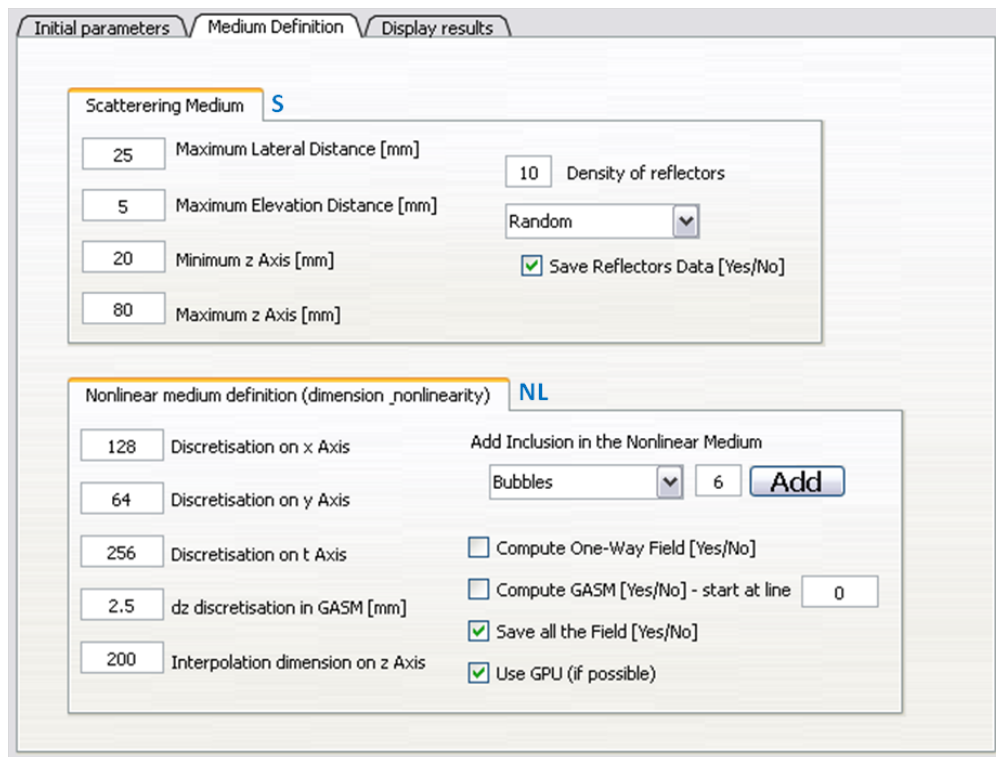 Initial parameters
Medium Definition
Display results
Scatterering Medium
S
25
Maximum Lateral Distance [mm]
10
Density of reflectors
5
Maximum Elevation Distance [mm]
Random
20
Minimum z Axis [mm]
Save Reflectors Data [Yes/No]
80
Maximum z Axis [mm]
Nonlinear medium definition (dimension _nonlinearity)
NL
128
Discretisation on x Axis
64
Discretisation on y Axis
256
Discretisation on t Axis
2.5
dz discretisation in GASM [mm]
200
Interpolation dimension on z Axis
Add Inclusion in the Nonlinear Medium
Bubbles
6
Add
Compute One-Way Field [Yes/No]
Compute GASM [Yes/No] - start at line
0
Save all the Field [Yes/No]
Use GPU (if possible)